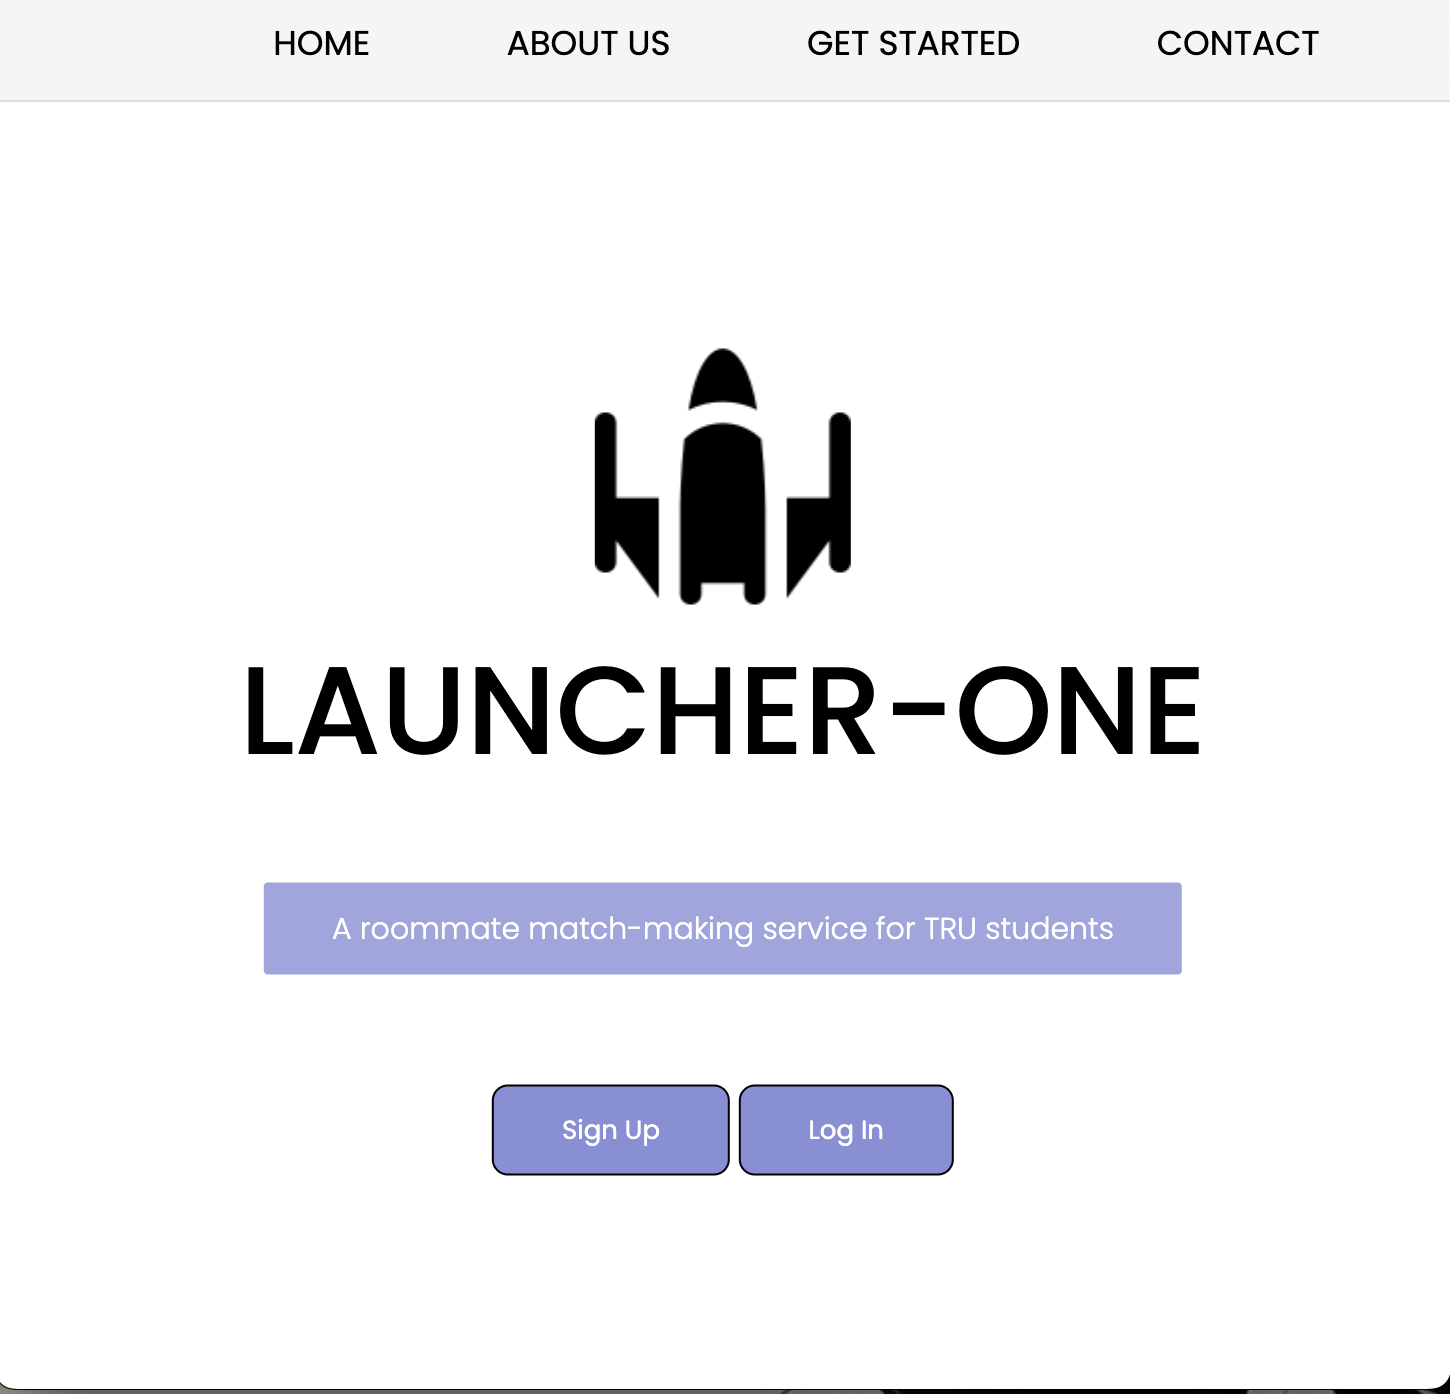 HOME ABOUT US GET STARTED CONTACT
LAUNCHER-ONE
A roommate match-making service for TRU students
Sign Up Log In